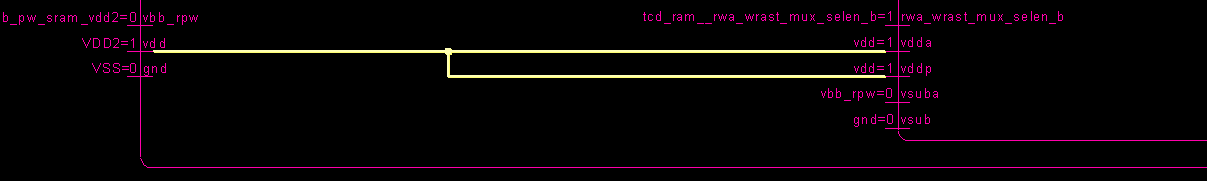 b_pw_sram_vdd2=0 vbb_rpw
VDD2=1 vdd
VSS=0 gnd
tcd_ram__rwa_wrast_mux_selen_b=1 rwa_wrast_mux_selen_b
vdd=1 vdda
vdd=1 vddp
vbb_rpw=0 vsuba
gnd=0 vsub